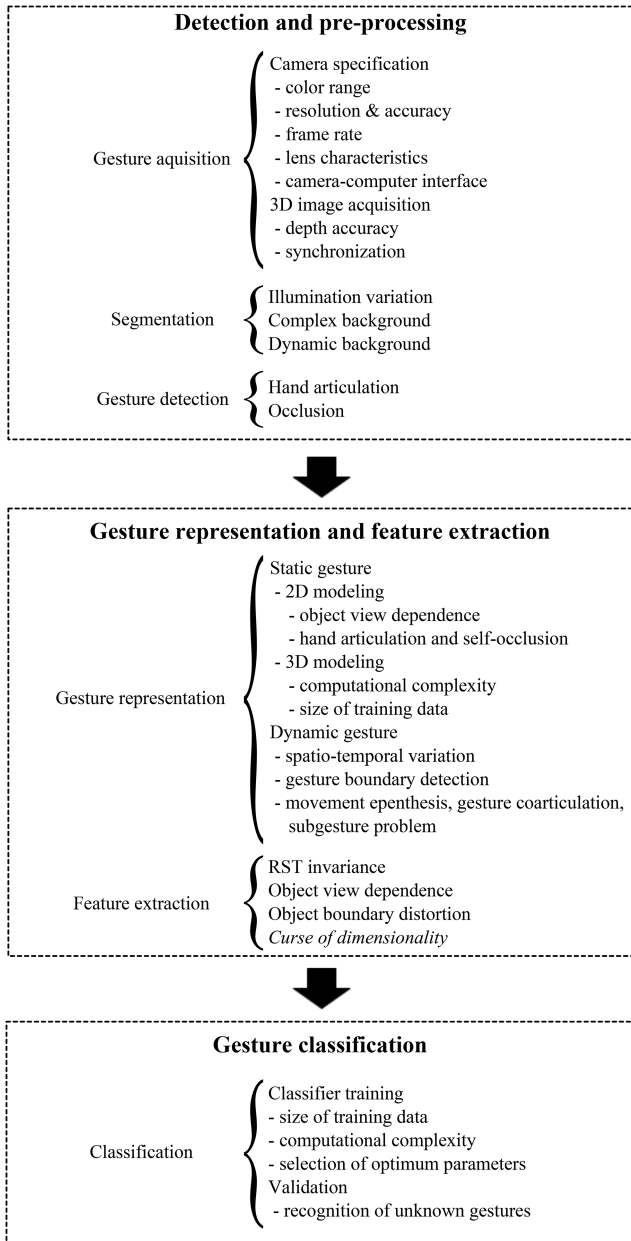 Detection and pre-processing
Gesture aquisition
Camera specification
- color range
- resolution & accuracy
- frame rate
- lens characteristics
- camera-computer interface
3D image acquisition
- depth accuracy
- synchronization
Segmentation
Illumination variation
Complex background
Dynamic background
Gesture detection
Hand articulation
Occlusion
Gesture representation and feature extraction
Gesture representation
Static gesture
- 2D modeling
- object view dependence
- hand articulation and self-occlusion
- 3D modeling
- computational complexity
- size of training data
Dynamic gesture
- spatio-temporal variation
- gesture boundary detection
- movement epenthesis, gesture coarticulation,
subgesture problem
Feature extraction
RST invariance
Object view dependence
Object boundary distortion
Curse of dimensionality
Gesture classification
Classification
Classifier training
- size of training data
- computational complexity
- selection of optimum parameters
Validation
- recognition of unknown gestures